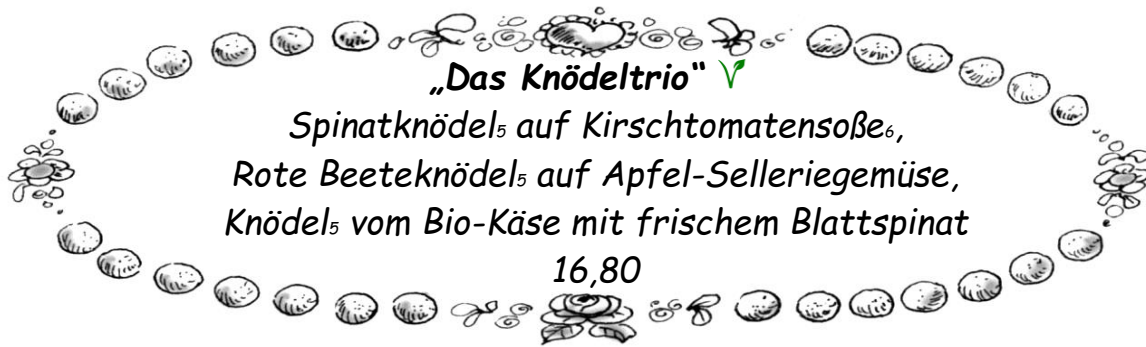 „Das Knödeltrio“
Spinatknödel₅ auf Kirschtomatensoße₆,
Rote Beeteknödel₅ auf Apfel-Selleriegemüse,
Knödel₅ vom Bio-Käse mit frischem Blattspinat
16,80